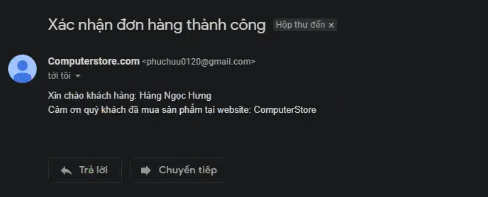 Xác nhận đơn hàng thành công Hộp thư đến x
Computerstore.com <phuchuu0120@gmail.com>
tới tôi
Xin chào khách hàng: Hàng Ngọc Hưng
Cảm ơn quý khách đã mua sản phẩm tại website: ComputerStore
Trả lời Chuyển tiếp